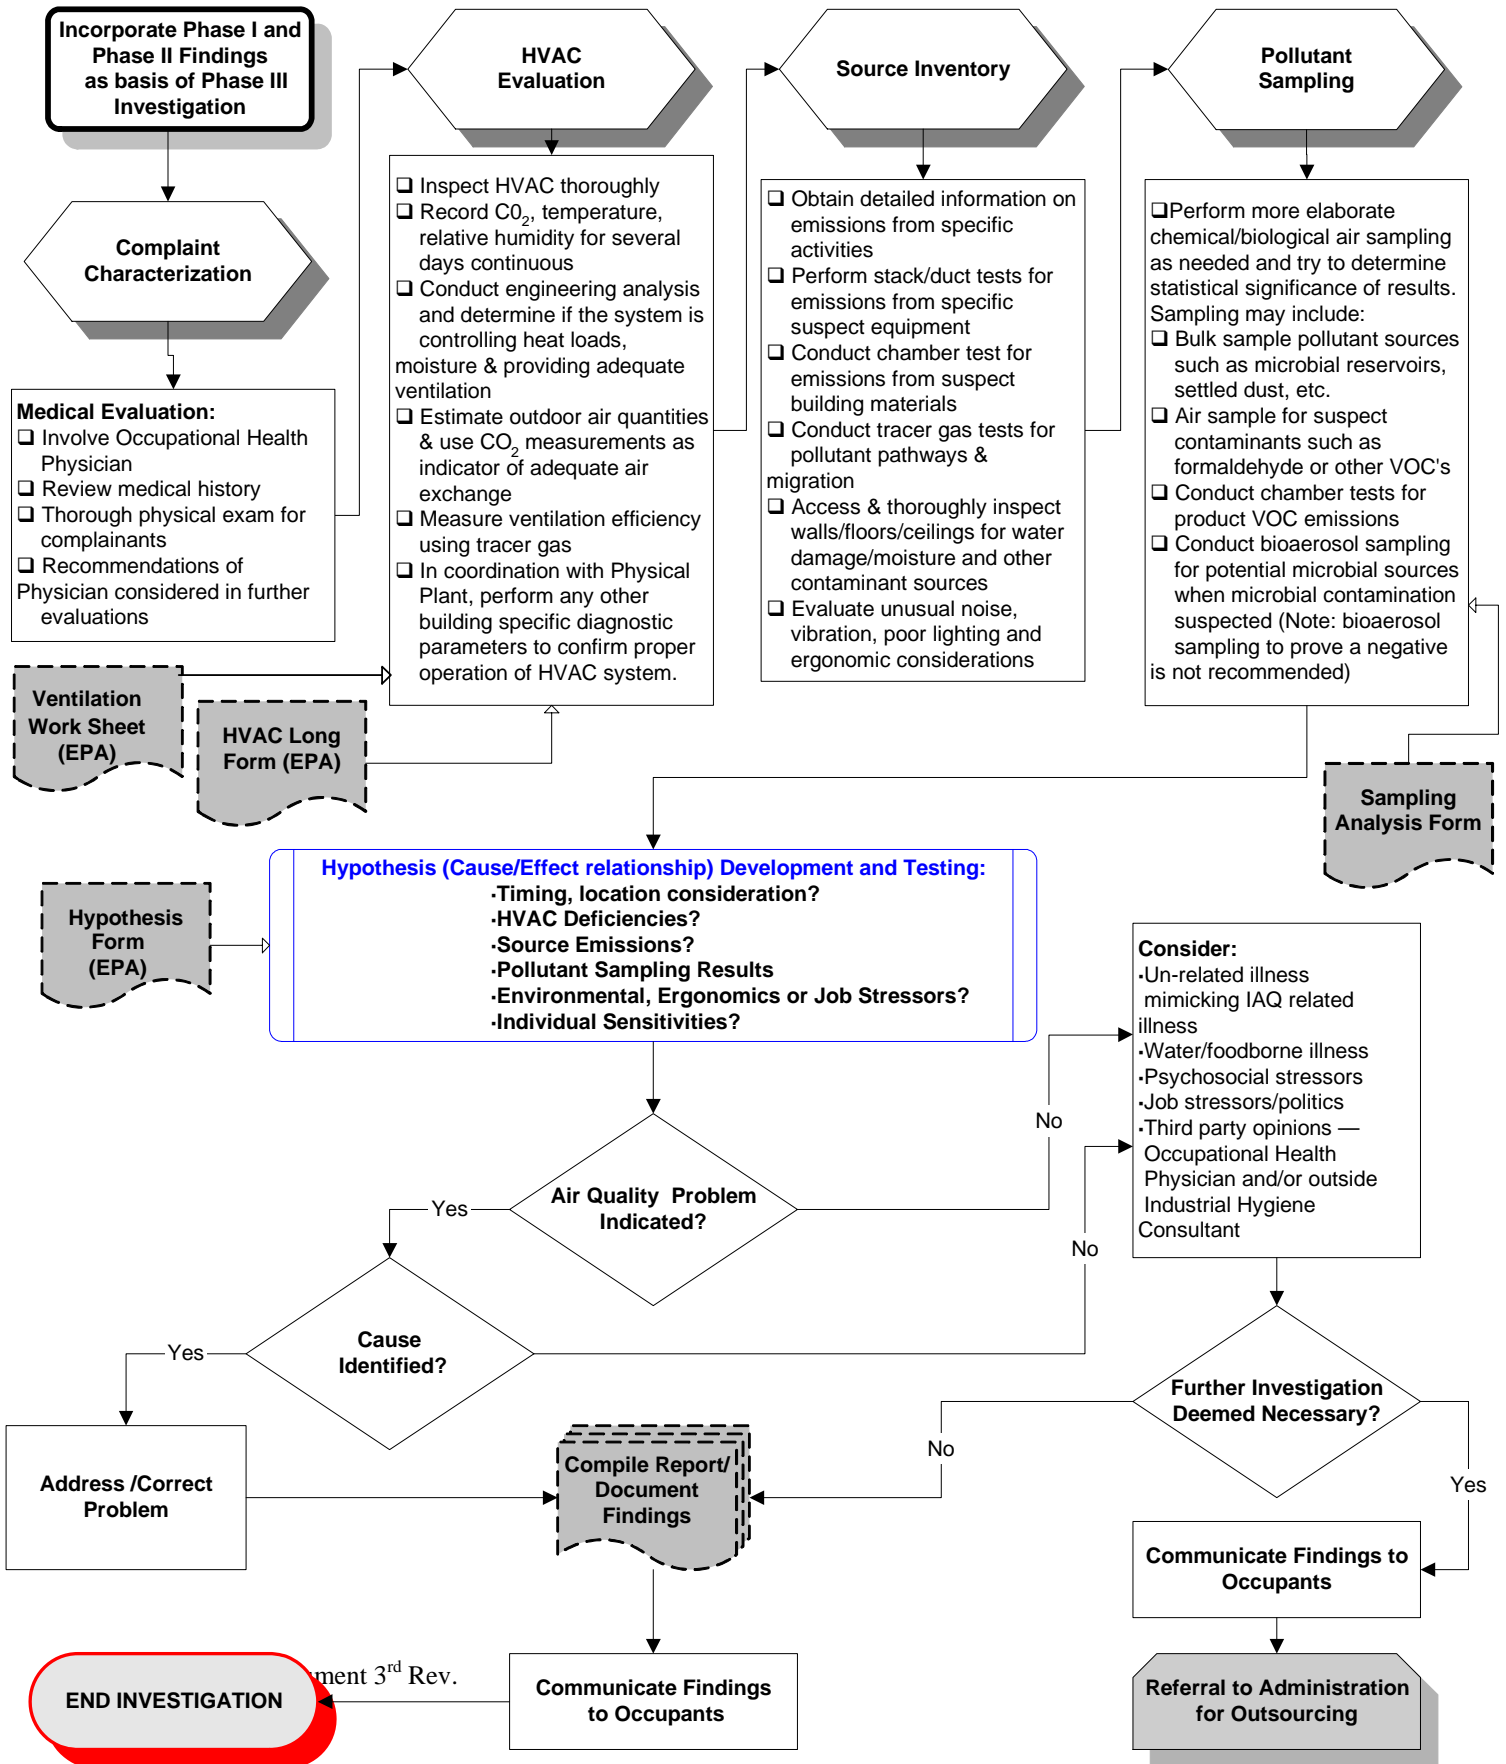 Incorporate Phase I and
Phase II Findings
as basis of Phase III
Investigation
Complaint
Characterization
Medical Evaluation:
❑ Involve Occupational Health
Physician
❑ Review medical history
❑ Thorough physical exam for
complainants
❑ Recommendations of
Physician considered in further
evaluations
HVAC
Evaluation
❑ Inspect HVAC thoroughly
❑ Record C0₂, temperature,
relative humidity for several
days continuous
❑ Conduct engineering analysis
and determine if the system is
controlling heat loads,
moisture & providing adequate
ventilation
❑ Estimate outdoor air quantities
& use CO₂ measurements as
indicator of adequate air
exchange
❑ Measure ventilation efficiency
using tracer gas
❑ In coordination with Physical
Plant, perform any other
building specific diagnostic
parameters to confirm proper
operation of HVAC system.
Source Inventory
❑ Obtain detailed information on
emissions from specific
activities
❑ Perform stack/duct tests for
emissions from specific
suspect equipment
❑ Conduct chamber test for
emissions from suspect
building materials
❑ Conduct tracer gas tests for
pollutant pathways &
migration
❑ Access & thoroughly inspect
walls/floors/ceilings for water
damage/moisture and other
contaminant sources
❑ Evaluate unusual noise,
vibration, poor lighting and
ergonomic considerations
Pollutant
Sampling
❑Perform more elaborate
chemical/biological air sampling
as needed and try to determine
statistical significance of results.
Sampling may include:
❑ Bulk sample pollutant sources
such as microbial reservoirs,
settled dust, etc.
❑ Air sample for suspect
contaminants such as
formaldehyde or other VOC's
❑ Conduct chamber tests for
product VOC emissions
❑ Conduct bioaerosol sampling
for potential microbial sources
when microbial contamination
suspected (Note: bioaerosol
sampling to prove a negative
is not recommended)
Ventilation
Work Sheet
(EPA)
HVAC Long
Form (EPA)
Sampling
Analysis Form
Hypothesis
Form
(EPA)
Hypothesis (Cause/Effect relationship) Development and Testing:
·Timing, location consideration?
·HVAC Deficiencies?
·Source Emissions?
·Pollutant Sampling Results
·Environmental, Ergonomics or Job Stressors?
·Individual Sensitivities?
Consider:
·Un-related illness
mimicking IAQ related
illness
·Water/foodborne illness
·Psychosocial stressors
·Job stressors/politics
·Third party opinions —
Occupational Health
Physician and/or outside
Industrial Hygiene
Consultant
No
Air Quality Problem
Indicated?
Yes
No
Cause
Identified?
Yes
Further Investigation
Deemed Necessary?
No
Yes
Address /Correct
Problem
Compile Report/
Document
Findings
Communicate Findings to
Occupants
Communicate Findings
to Occupants
Referral to Administration
for Outsourcing
ument 3ʳᵈ Rev.
END INVESTIGATION